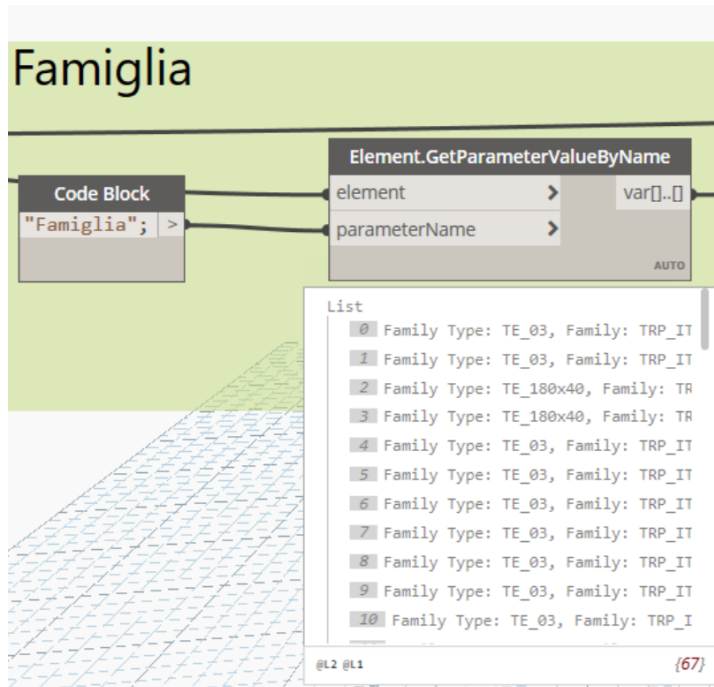 Famiglia
Element.GetParameterValueByName
Code Block
element > var[]..[]
"Famiglia"; >
parameterName >
AUTO
List
0 Family Type: TE_03, Family: TRP_IT
1 Family Type: TE_03, Family: TRP_IT
2 Family Type: TE_180x40, Family: TR
3 Family Type: TE_180x40, Family: TR
4 Family Type: TE_03, Family: TRP_IT
5 Family Type: TE_03, Family: TRP_IT
6 Family Type: TE_03, Family: TRP_IT
7 Family Type: TE_03, Family: TRP_IT
8 Family Type: TE_03, Family: TRP_IT
9 Family Type: TE_03, Family: TRP_IT
10 Family Type: TE_03, Family: TRP_I
@L2 @L1 {67}